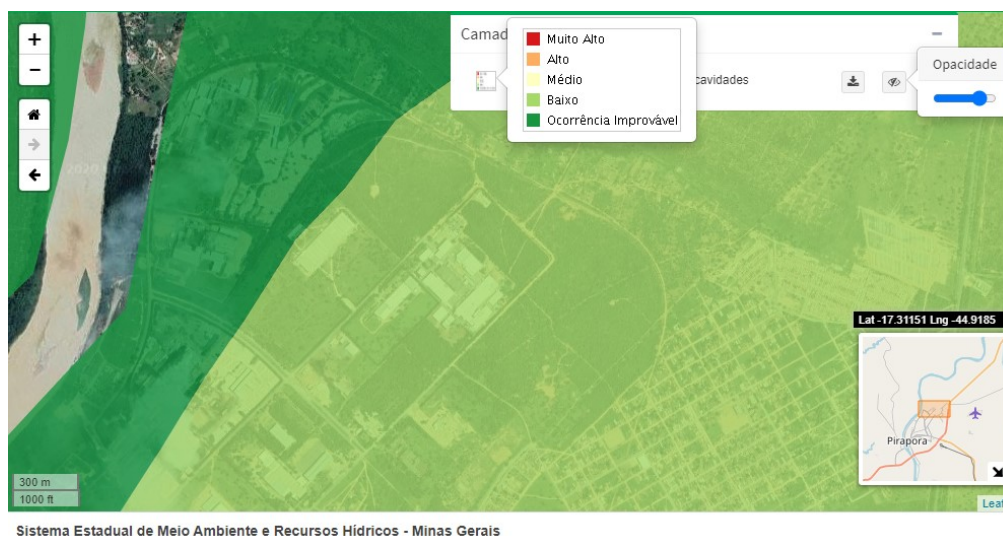 +
Camad
Muito Alto
Alto
Médio
Baixo
Ocorrência Improvável
cavidades
Opacidade
−
Lat -17.31151 Lng -44.9185
Pirapora
300 m
1000 ft
Leaf
Sistema Estadual de Meio Ambiente e Recursos Hídricos - Minas Gerais